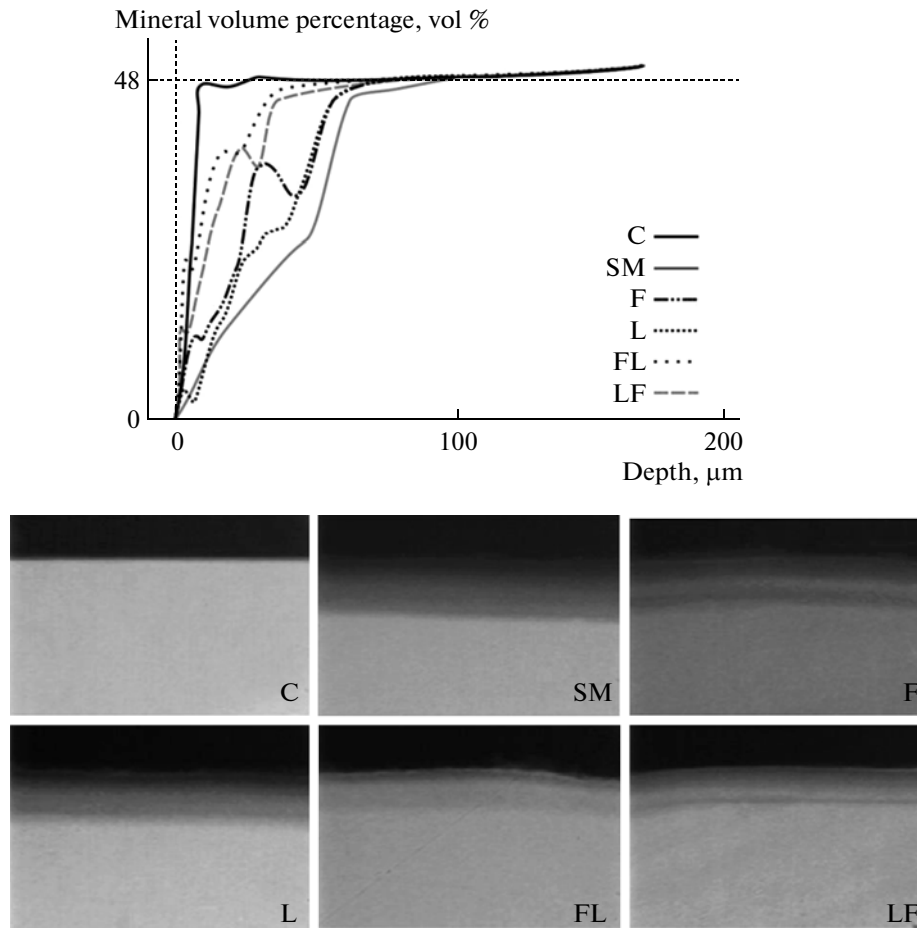 Mineral volume percentage, vol %
48
C
SM
F
L
FL
LF
0
0 100 200
Depth, μm
C SM F
L FL LF